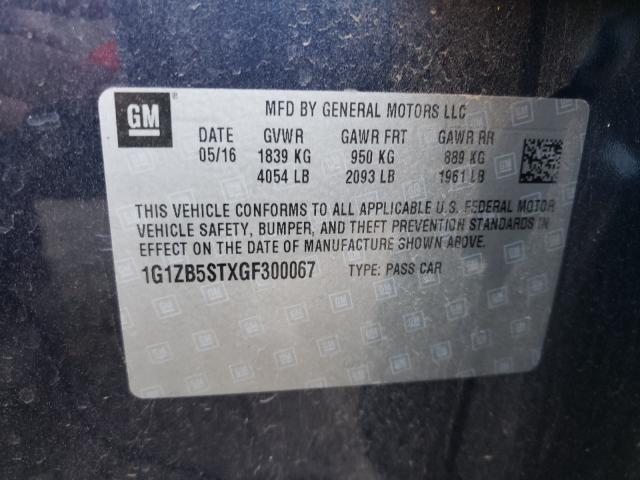 GM
MFD BY GENERAL MOTORS LLC
DATE GVWR GAWR FRT GAWR RR
05/16 1839 KG 950 KG 889 KG
4054 LB 2093 LB 1961 LB
THIS VEHICLE CONFORMS TO ALL APPLICABLE U.S. FEDERAL MOTOR
VEHICLE SAFETY, BUMPER, AND THEFT PREVENTION STANDARDS IN
EFFECT ON THE DATE OF MANUFACTURE SHOWN ABOVE.
1G1ZB5STXGF300067 TYPE: PASS CAR